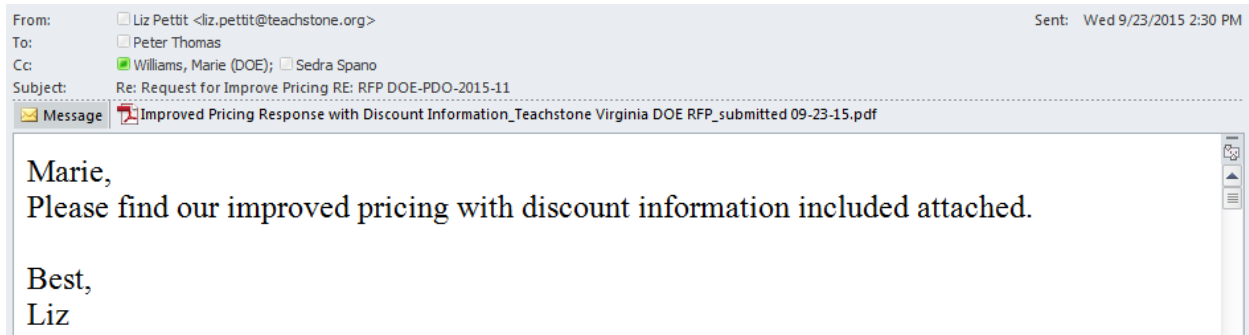 From: Liz Pettit <liz.pettit@teachstone.org> Sent: Wed 9/23/2015 2:30 PM
To: Peter Thomas
Cc: Williams, Marie (DOE); Sedra Spano
Subject: Re: Request for Improve Pricing RE: RFP DOE-PDO-2015-11
Message Improved Pricing Response with Discount Information_Teachstone Virginia DOE RFP_submitted 09-23-15.pdf
Marie,
Please find our improved pricing with discount information included attached.
Best,
Liz